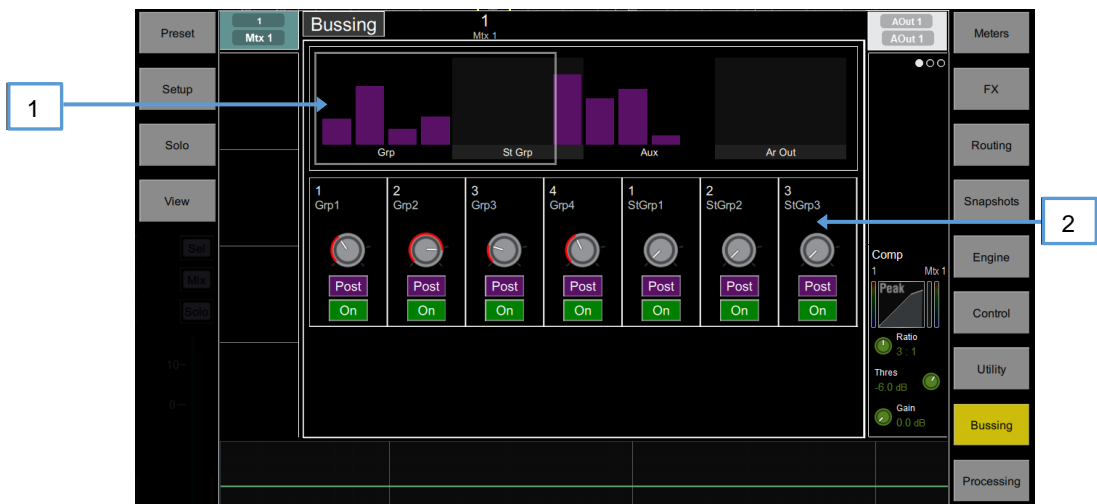 Preset
1
Mtx 1
Bussing
1
Mtx 1
AOut 1
AOut 1
Meters
1
Setup
FX
Solo
Grp
St Grp
Aux
Ar Out
Routing
View
1
Grp1
2
Grp2
3
Grp3
4
Grp4
1
StGrp1
2
StGrp2
3
StGrp3
Snapshots
2
Sel
Mix
Solo
Post
Post
Post
Post
Post
Post
Post
On
On
On
On
On
On
On
Comp
1
Mtx 1
Peak
Engine
Control
10
0
Ratio
3 : 1
Thres
-6.0 dB
Gain
0.0 dB
Utility
Bussing
Processing